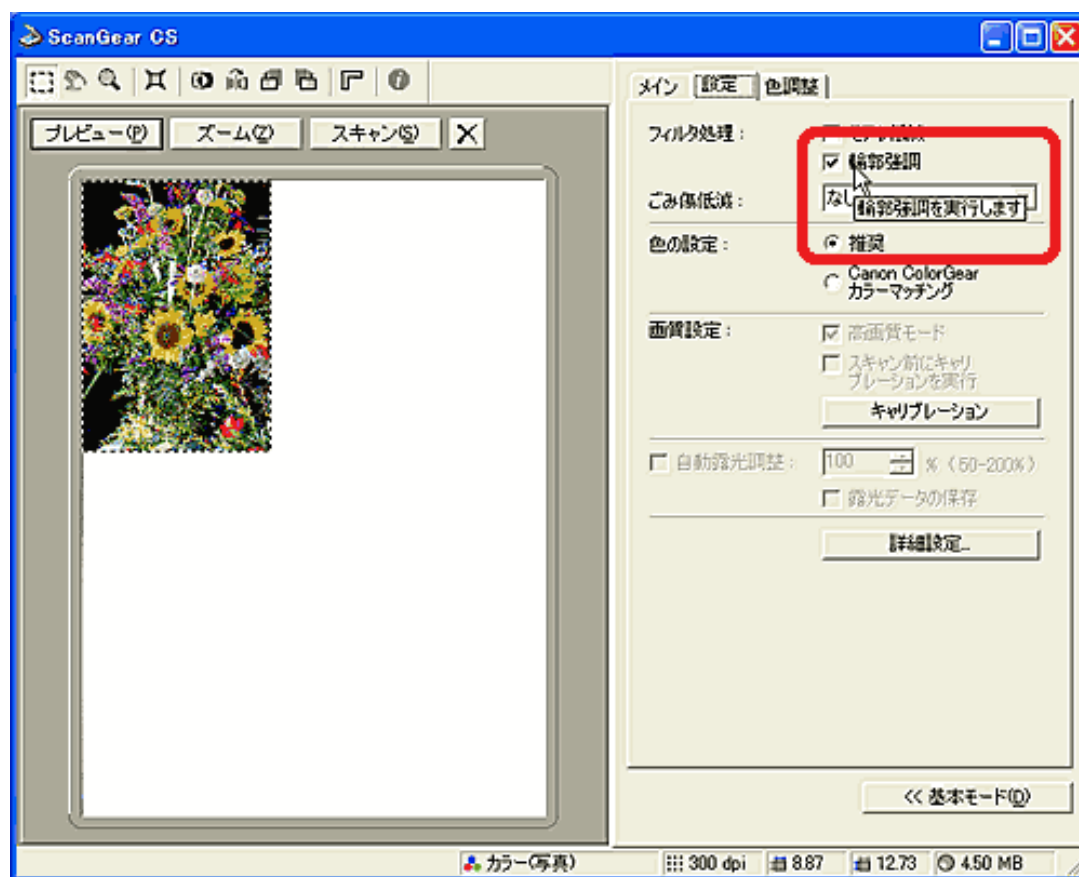 ScanGear CS
メイン 設定 色調整
プレビュー(P) ズーム(Z) スキャン(S)
フィルタ処理：
輪郭強調
ごみ傷低減： なし
輪郭強調を実行します
色の設定： 推奨
Canon ColorGear
カラーマッチング
画質設定： 高画質モード
スキャン前にキャリ
ブレーションを実行
キャリブレーション
自動露光調整： 100 % (50-200%)
露光データの保存
詳細設定...
<< 基本モード(D)
カラー(写真) 300 dpi 8.87 12.73 4.50 MB